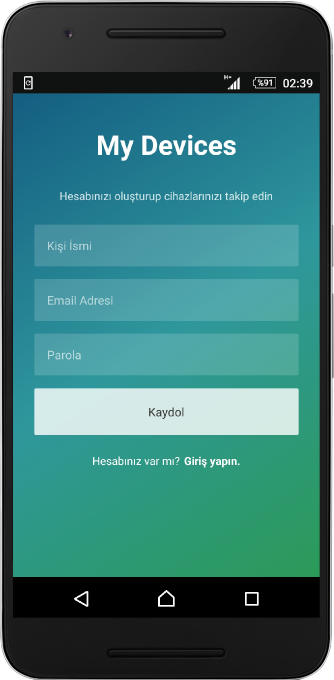 H+ %91 02:39
My Devices
Hesabınızı oluşturup cihazlarınızı takip edin
Kişi İsmi
Email Adresi
Parola
Kaydol
Hesabınız var mı? Giriş yapın.